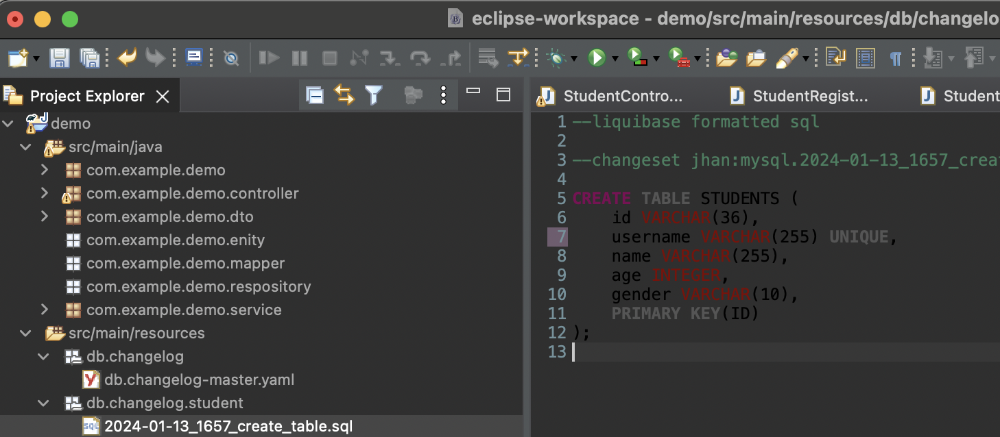 eclipse-workspace - demo/src/main/resources/db/changelo
Project Explorer
StudentContro...
StudentRegist...
Student
demo
src/main/java
com.example.demo
com.example.demo.controller
com.example.demo.dto
com.example.demo.enity
com.example.demo.mapper
com.example.demo.respository
com.example.demo.service
src/main/resources
db.changelog
db.changelog-master.yaml
db.changelog.student
2024-01-13_1657_create_table.sql
1 --liquibase formatted sql
2
3 --changeset jhan:mysql.2024-01-13_1657_crea
4
5 CREATE TABLE STUDENTS (
6 id VARCHAR(36),
7 username VARCHAR(255) UNIQUE,
8 name VARCHAR(255),
9 age INTEGER,
10 gender VARCHAR(10),
11 PRIMARY KEY(ID)
12 );
13